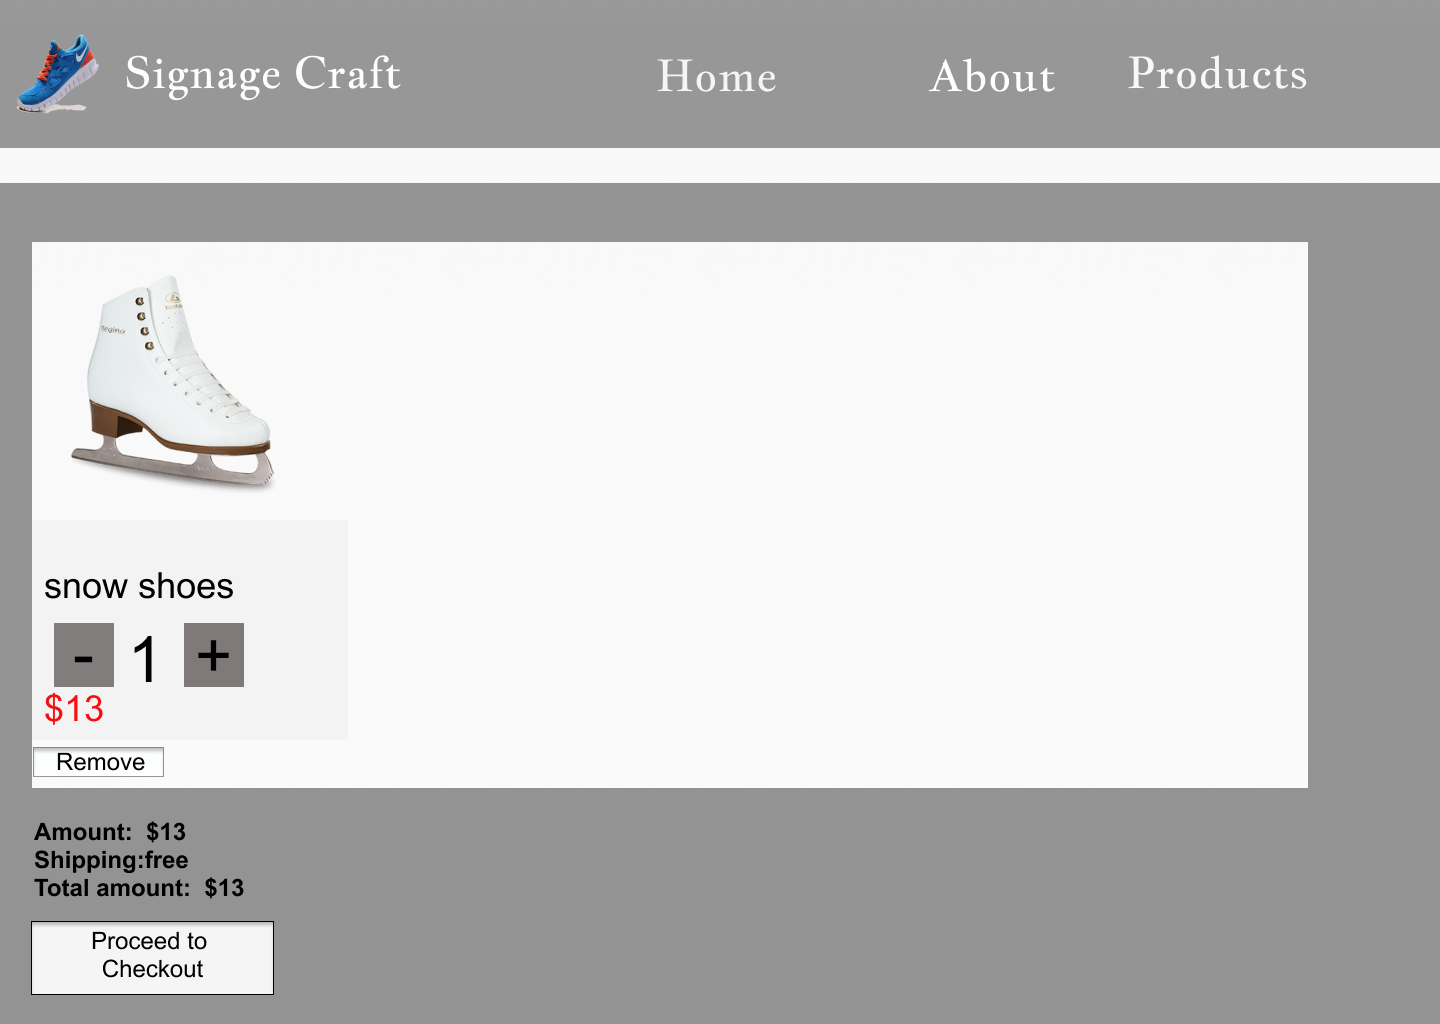 Signage Craft Home About Products
snow shoes
- 1 +
$13
Remove
Amount: $13
Shipping:free
Total amount: $13
Proceed to
Checkout